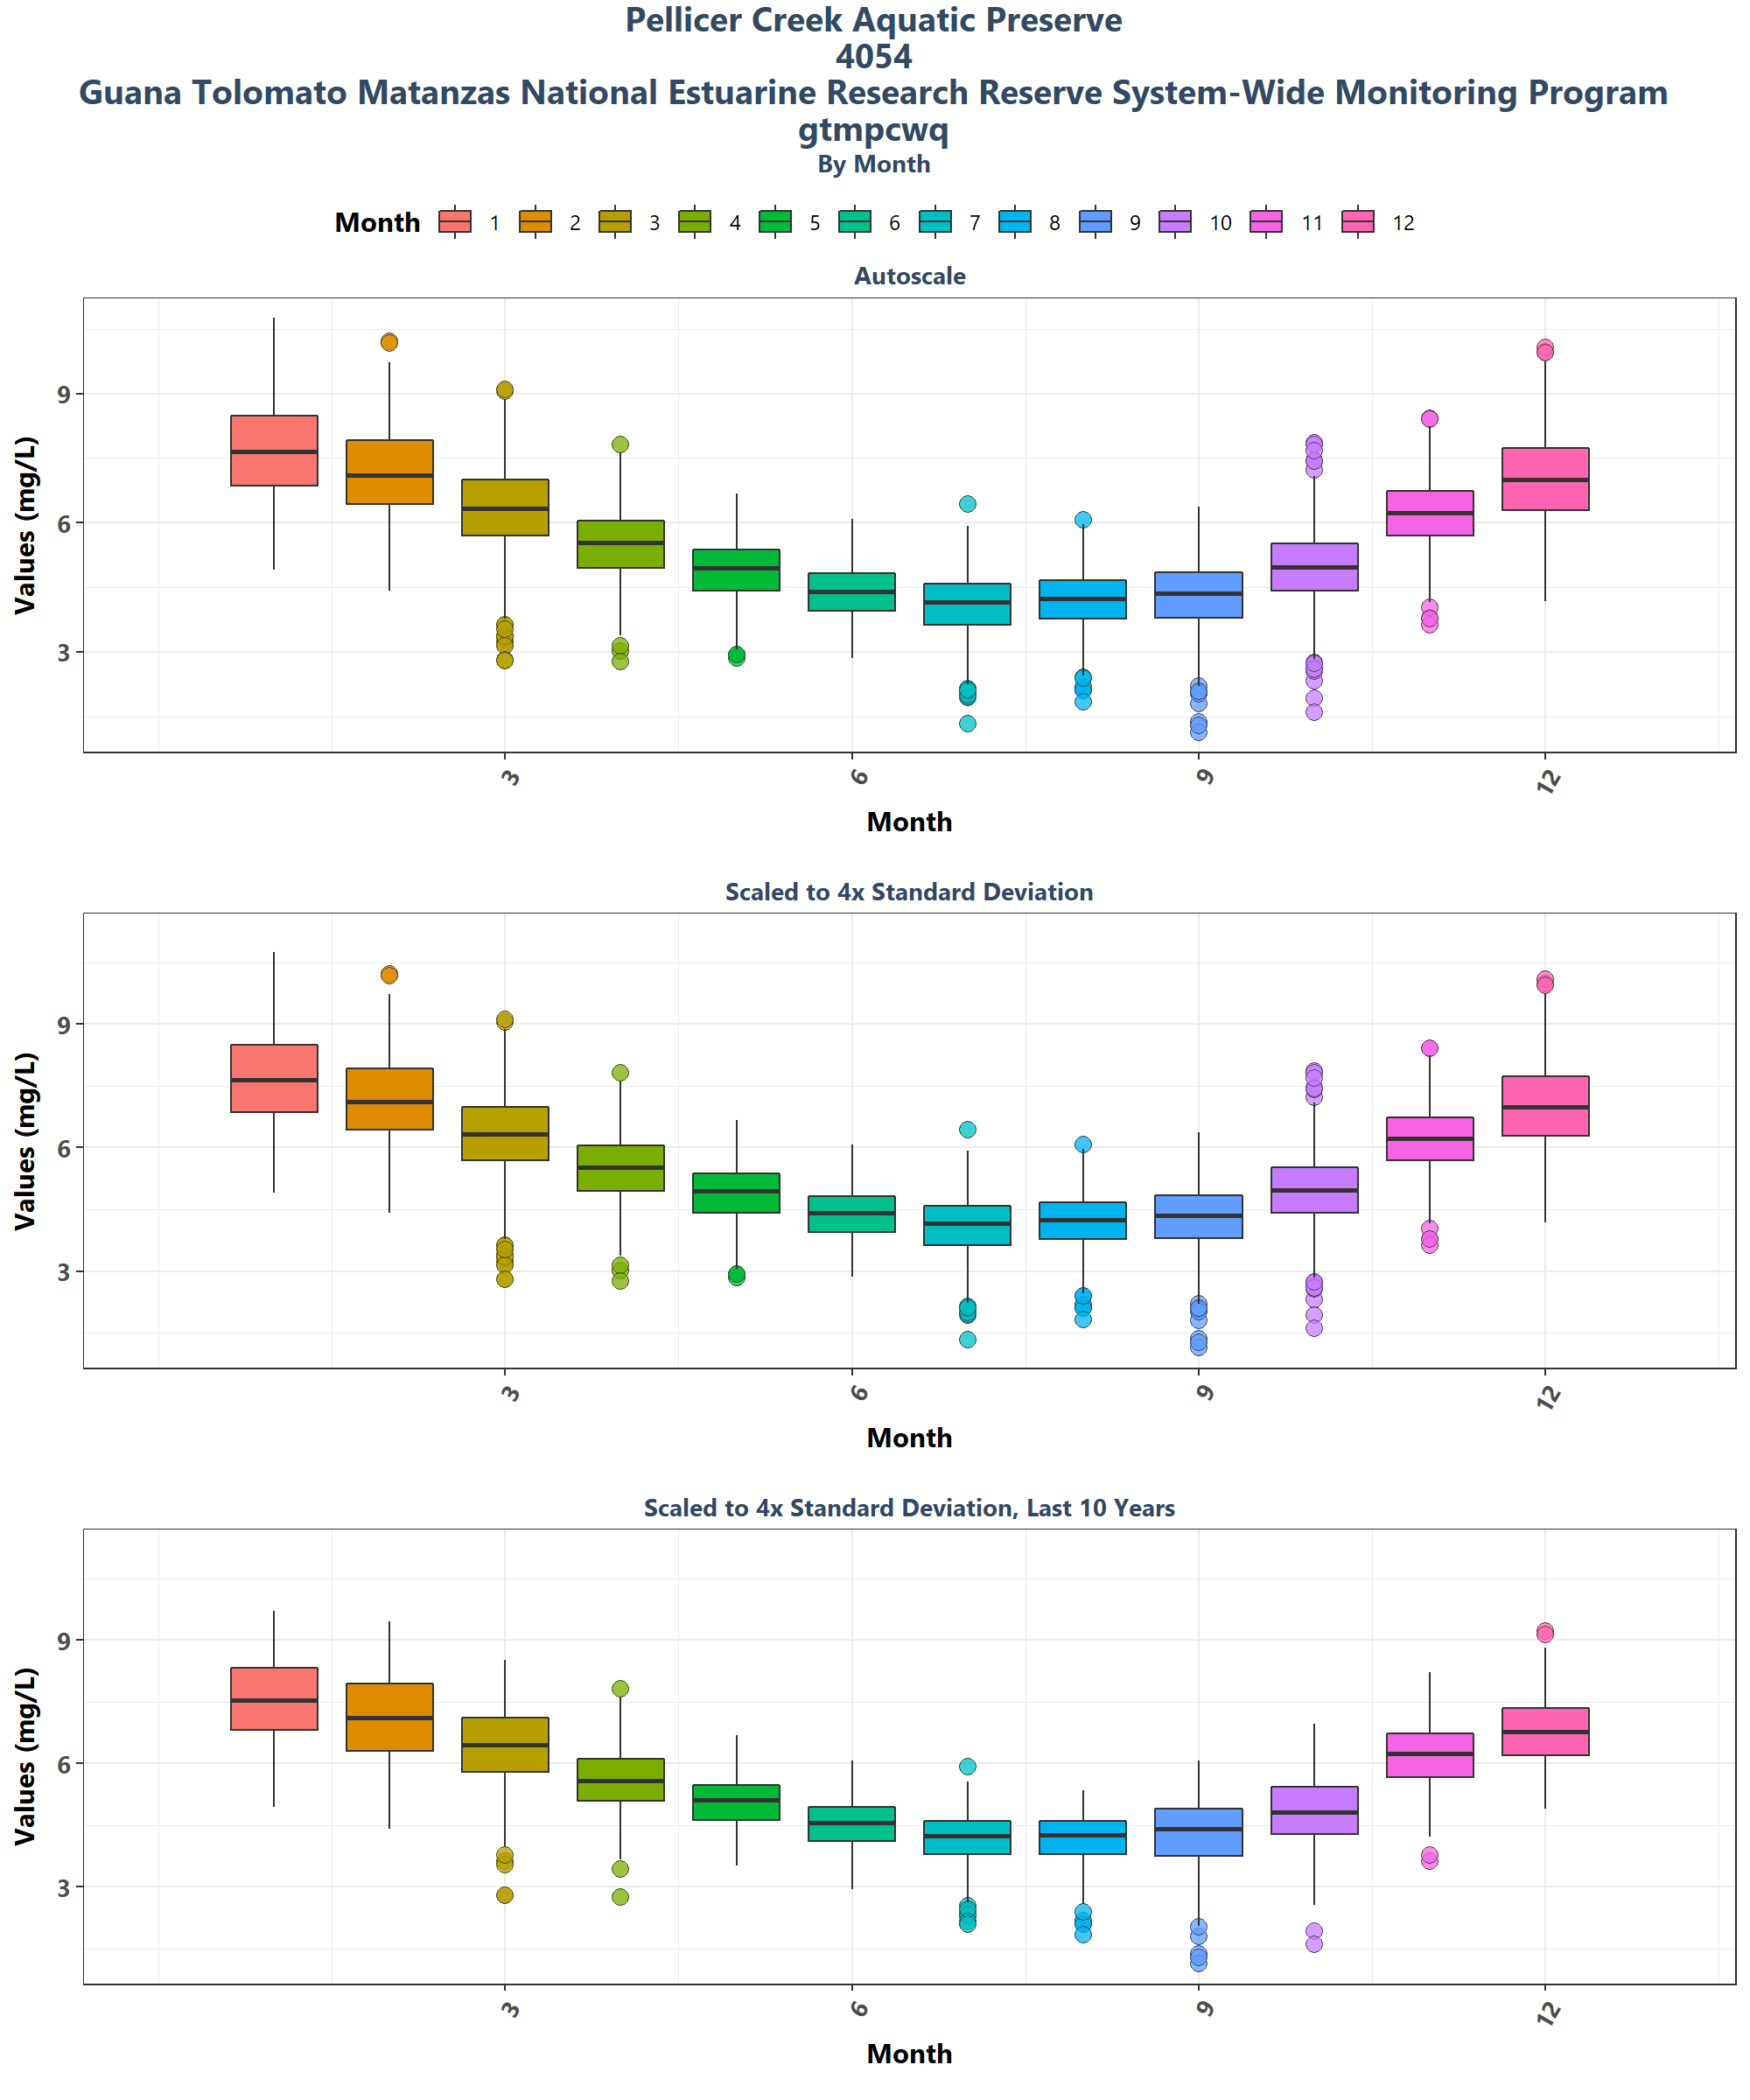 Pellicer Creek Aquatic Preserve
4054
Guana Tolomato Matanzas National Estuarine Research Reserve System-Wide Monitoring Program
gtmpcwq
By Month
Month 1 2 3 4 5 6 7 8 9 10 11 12
Autoscale
Values (mg/L)
9
6
3
3 6 9 12
Month
Scaled to 4x Standard Deviation
Values (mg/L)
9
6
3
3 6 9 12
Month
Scaled to 4x Standard Deviation, Last 10 Years
Values (mg/L)
9
6
3
3 6 9 12
Month